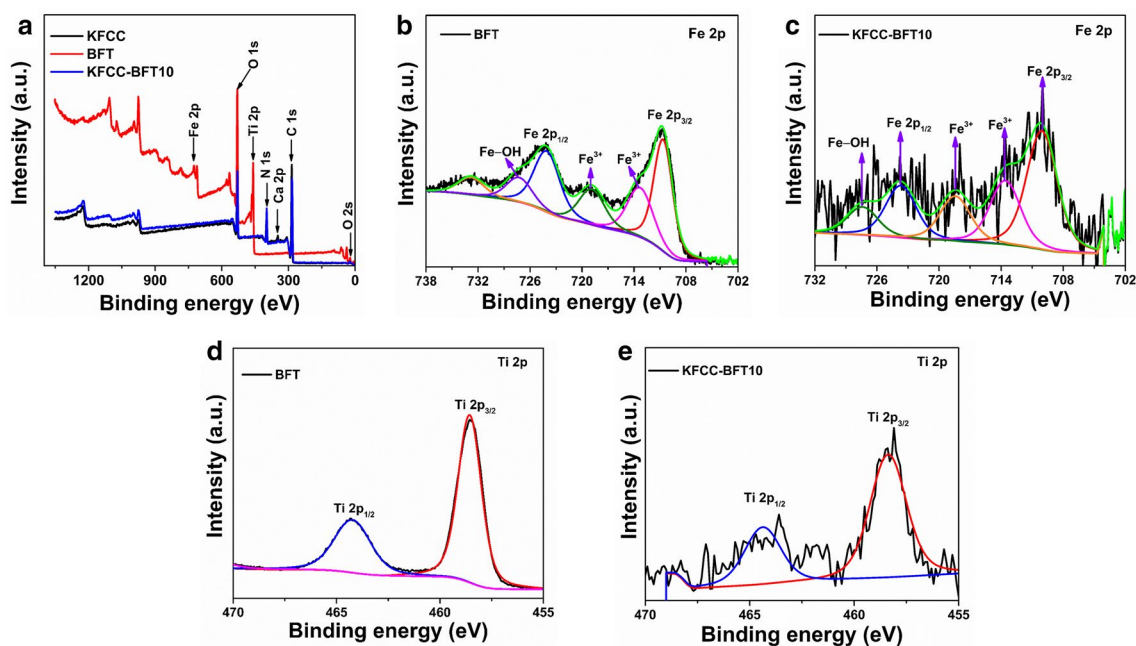 a
KFCC
BFT
KFCC-BFT10
O 1s
Fe 2p
Ti 2p
N 1s
Ca 2p
C 1s
O 2s
Intensity (a.u.)
1200 900 600 300 0
Binding energy (eV)
b
BFT
Fe 2p
Fe 2p3/2
Fe 2p1/2
Fe–OH
Fe3+
Fe3+
Intensity (a.u.)
738 726 720 714 708 702
Binding energy (eV)
c
KFCC-BFT10
Fe 2p
Fe 2p3/2
Fe 2p1/2
Fe3+
Fe3+
Fe–OH
Intensity (a.u.)
732 726 720 714 708 702
Binding energy (eV)
d
Ti 2p
BFT
Ti 2p3/2
Ti 2p1/2
Intensity (a.u.)
470 465 460 455
Binding energy (eV)
e
Ti 2p
KFCC-BFT10
Ti 2p3/2
Ti 2p1/2
Intensity (a.u.)
470 465 460 455
Binding energy (eV)